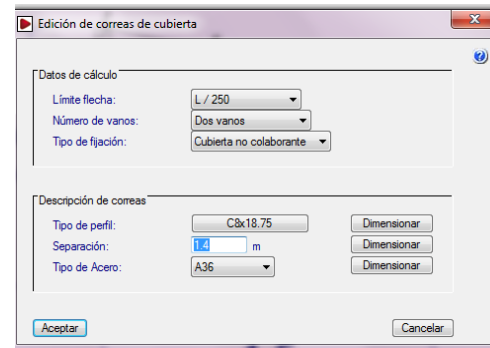 Edición de correas de cubierta
Datos de cálculo
Límite flecha: L / 250
Número de vanos: Dos vanos
Tipo de fijación: Cubierta no colaborante
Descripción de correas
Tipo de perfil: C8x18.75 Dimensionar
Separación: 1.4 m Dimensionar
Tipo de Acero: A36 Dimensionar
Aceptar Cancelar